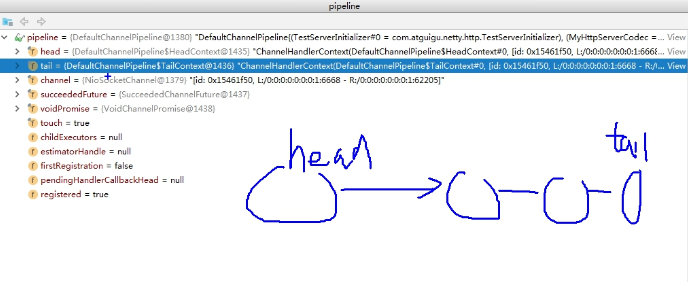 pipeline
pipeline = {DefaultChannelPipeline@1380} "DefaultChannelPipeline{(TestServerInitializer#0 = com.atguigu.netty.http.TestServerInitializer), (MyHttpServerCodec = ... View
head = {DefaultChannelPipeline$HeadContext@1435} "ChannelHandlerContext(DefaultChannelPipeline$HeadContext#0, [id: 0x15461f50, L:/0:0:0:0:0:0:0:1:6668... View
tail = {DefaultChannelPipeline$TailContext@1436} "ChannelHandlerContext(DefaultChannelPipeline$TailContext#0, [id: 0x15461f50, L:/0:0:0:0:0:0:0:1:6668 - R:/... View
channel = {NioSocketChannel@1379} "[id: 0x15461f50, L:/0:0:0:0:0:0:0:1:6668 - R:/0:0:0:0:0:0:0:1:62205]"
succeededFuture = {SucceededChannelFuture@1437}
voidPromise = {VoidChannelPromise@1438}
touch = true
childExecutors = null
estimatorHandle = null
firstRegistration = false
pendingHandlerCallbackHead = null
registered = true
head
tail